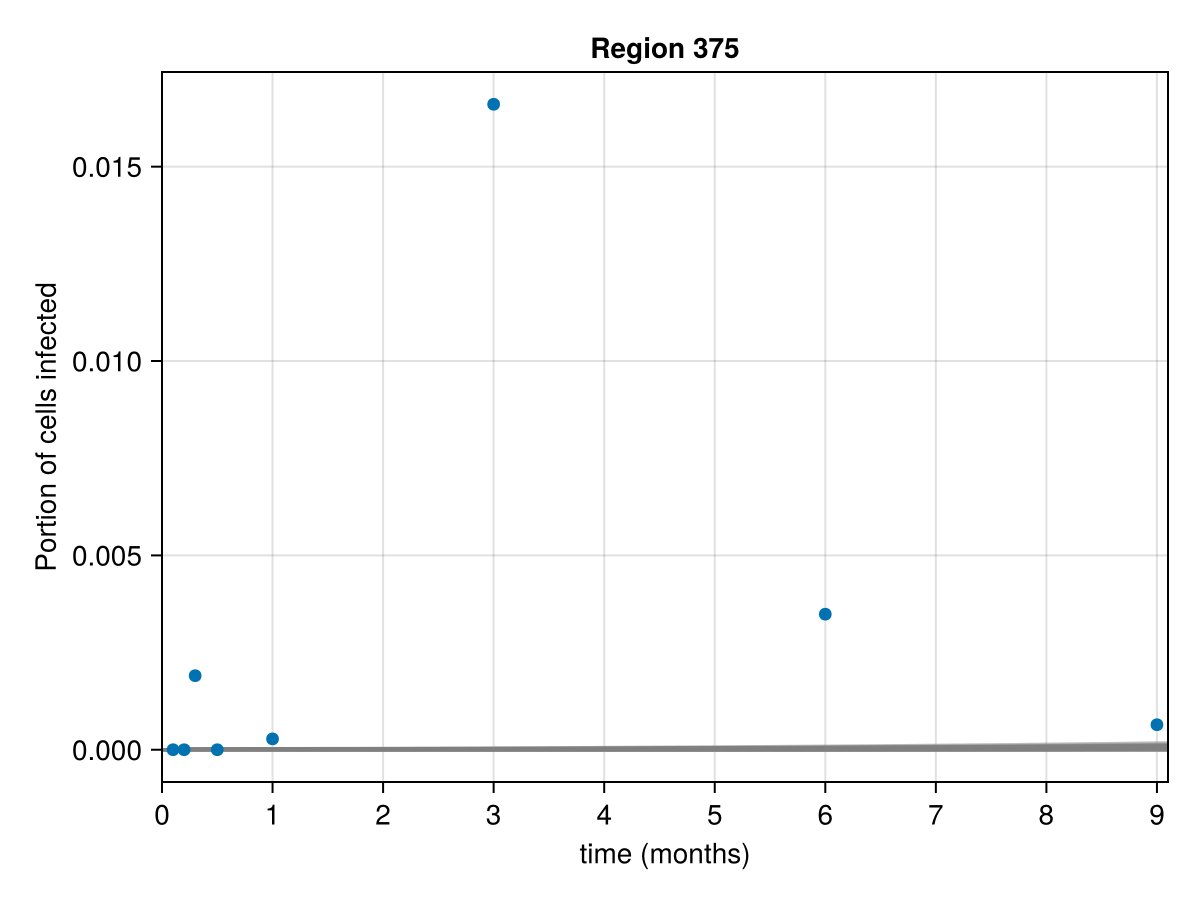 Region 375
Portion of cells infected
0.015
0.010
0.005
0.000
0 1 2 3 4 5 6 7 8 9
time (months)